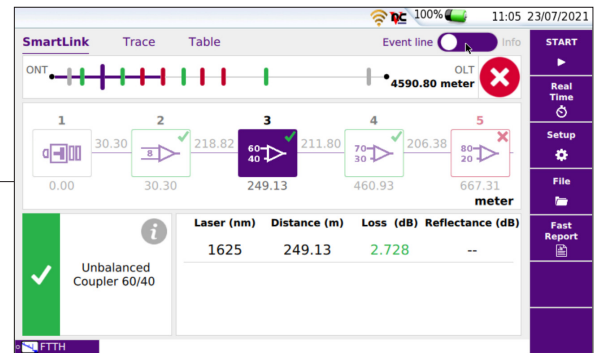 DC 100% 11:05 23/07/2021
SmartLink Trace Table Event line Info
START
ONT
OLT
4590.80 meter
Real
Time
1 2 3 4 5
30.30 218.82 211.80 206.38
8
60-
40
70-
30
80-
20
0.00 30.30 249.13 460.93 667.31
meter
Setup
File
Fast
Report
Laser (nm) Distance (m) Loss (dB) Reflectance (dB)
1625 249.13 2.728 --
i
Unbalanced
Coupler 60/40
FTTH